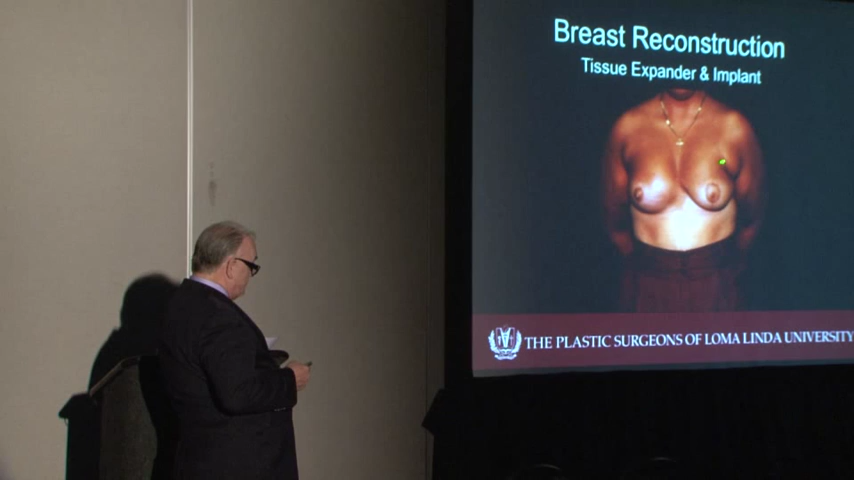 Breast Reconstruction
Tissue Expander & Implant
THE PLASTIC SURGEONS OF LOMA LINDA UNIVERSITY